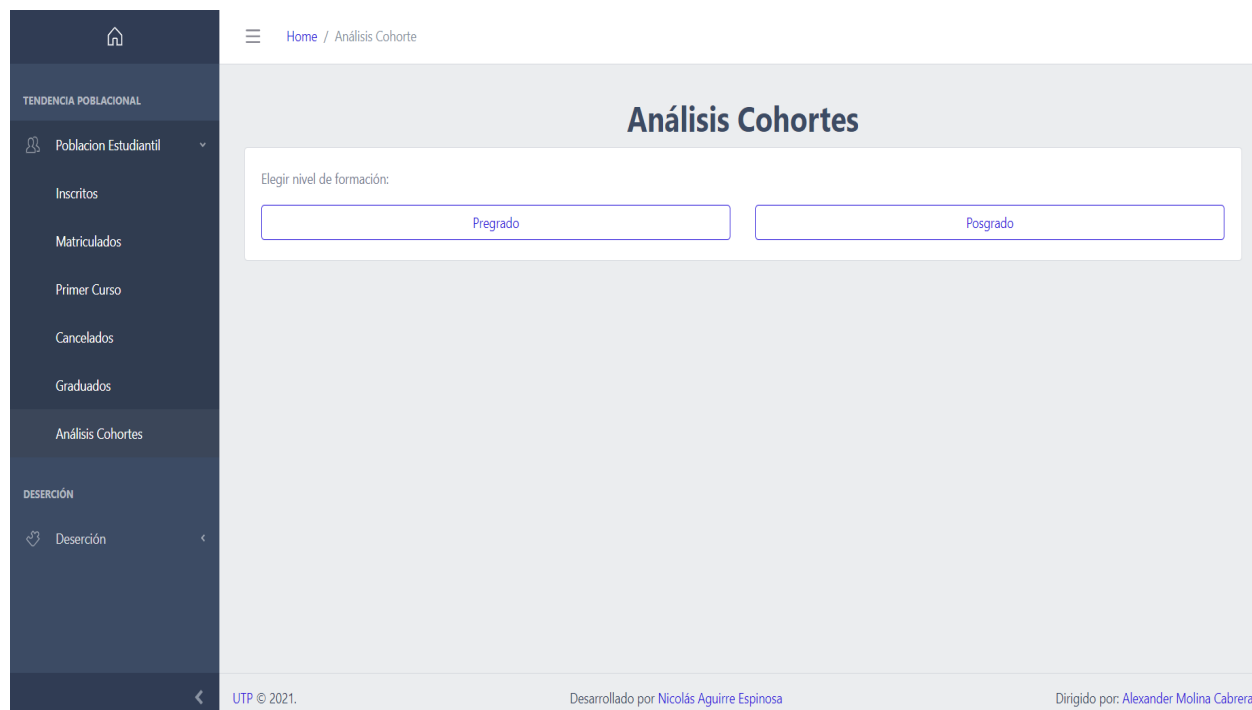 Home / Análisis Cohorte
TENDENCIA POBLACIONAL
Poblacion Estudiantil
Inscritos
Matriculados
Primer Curso
Cancelados
Graduados
Análisis Cohortes
DESERCIÓN
Deserción
Análisis Cohortes
Elegir nivel de formación:
Pregrado Posgrado
UTP © 2021. Desarrollado por Nicolás Aguirre Espinosa Dirigido por: Alexander Molina Cabrera